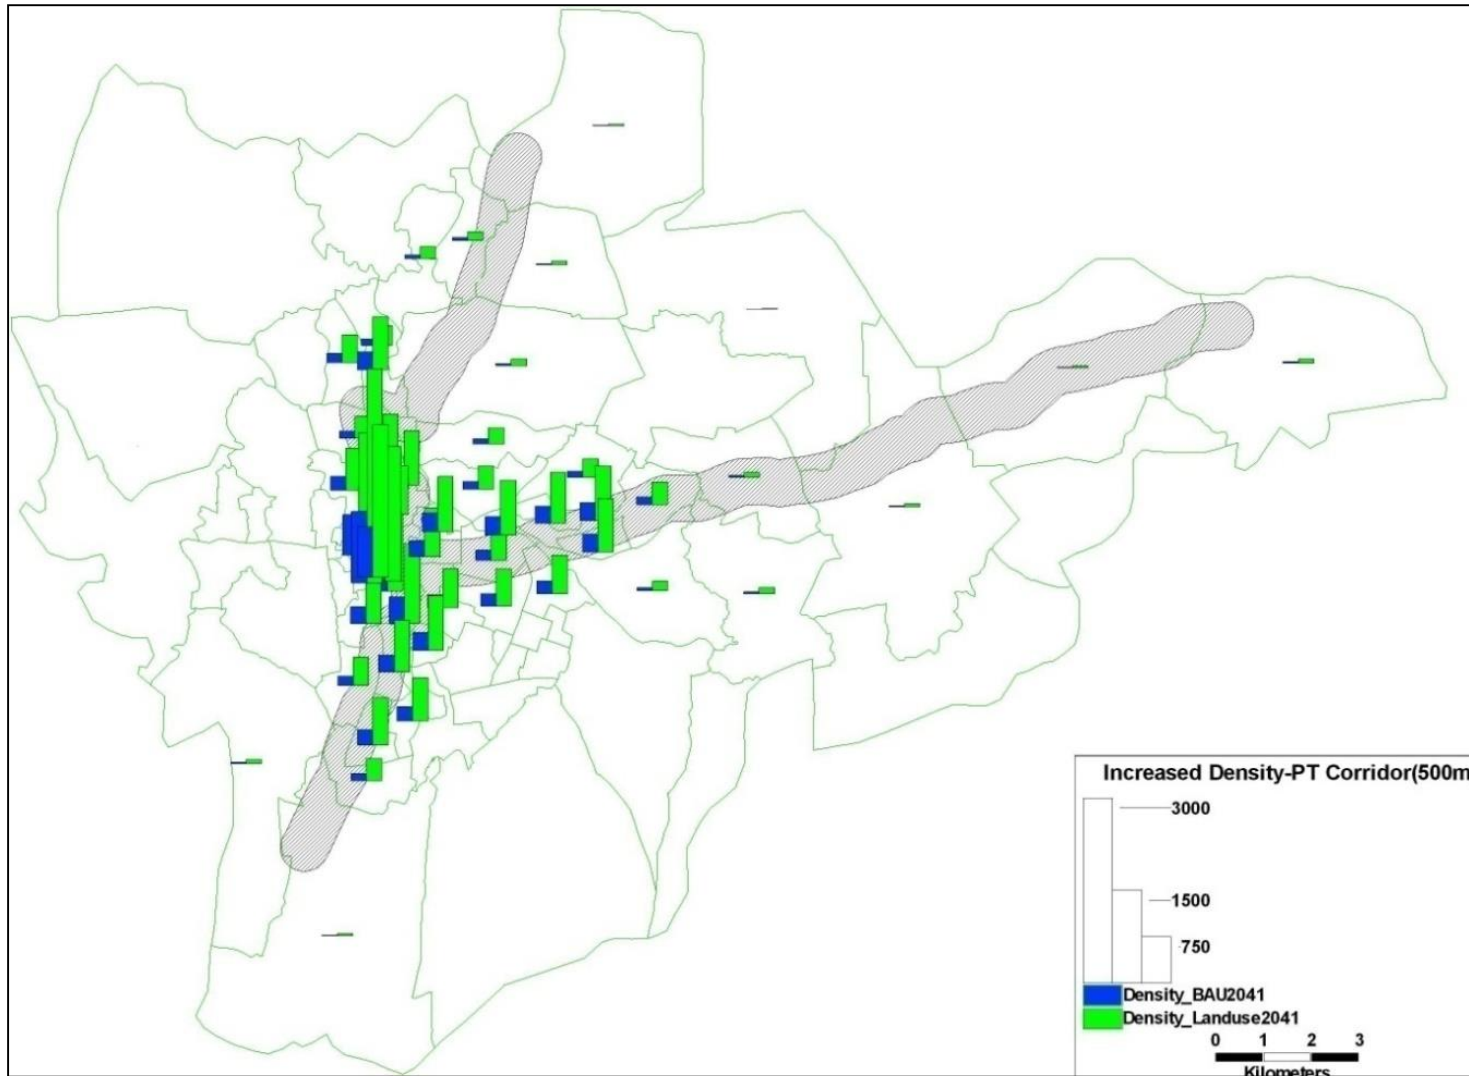 Increased Density-PT Corridor(500m
3000
1500
750
Density_BAU2041
Density_Landuse2041
0 1 2 3
Kilometers